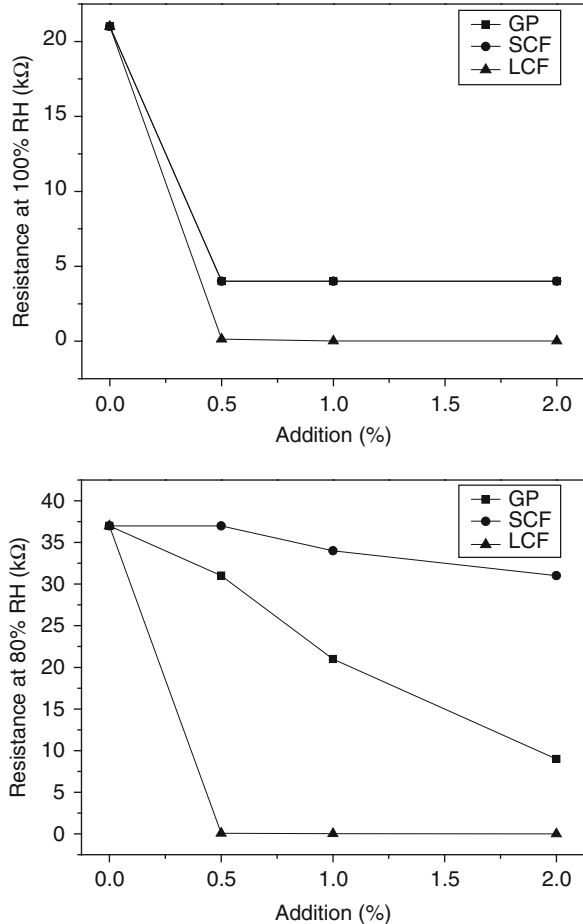 GP
SCF
LCF
20
15
10
5
0
Resistance at 100% RH (kΩ)
0.0 0.5 1.0 1.5 2.0
Addition (%)
GP
SCF
LCF
40
35
30
25
20
15
10
5
0
Resistance at 80% RH (kΩ)
0.0 0.5 1.0 1.5 2.0
Addition (%)